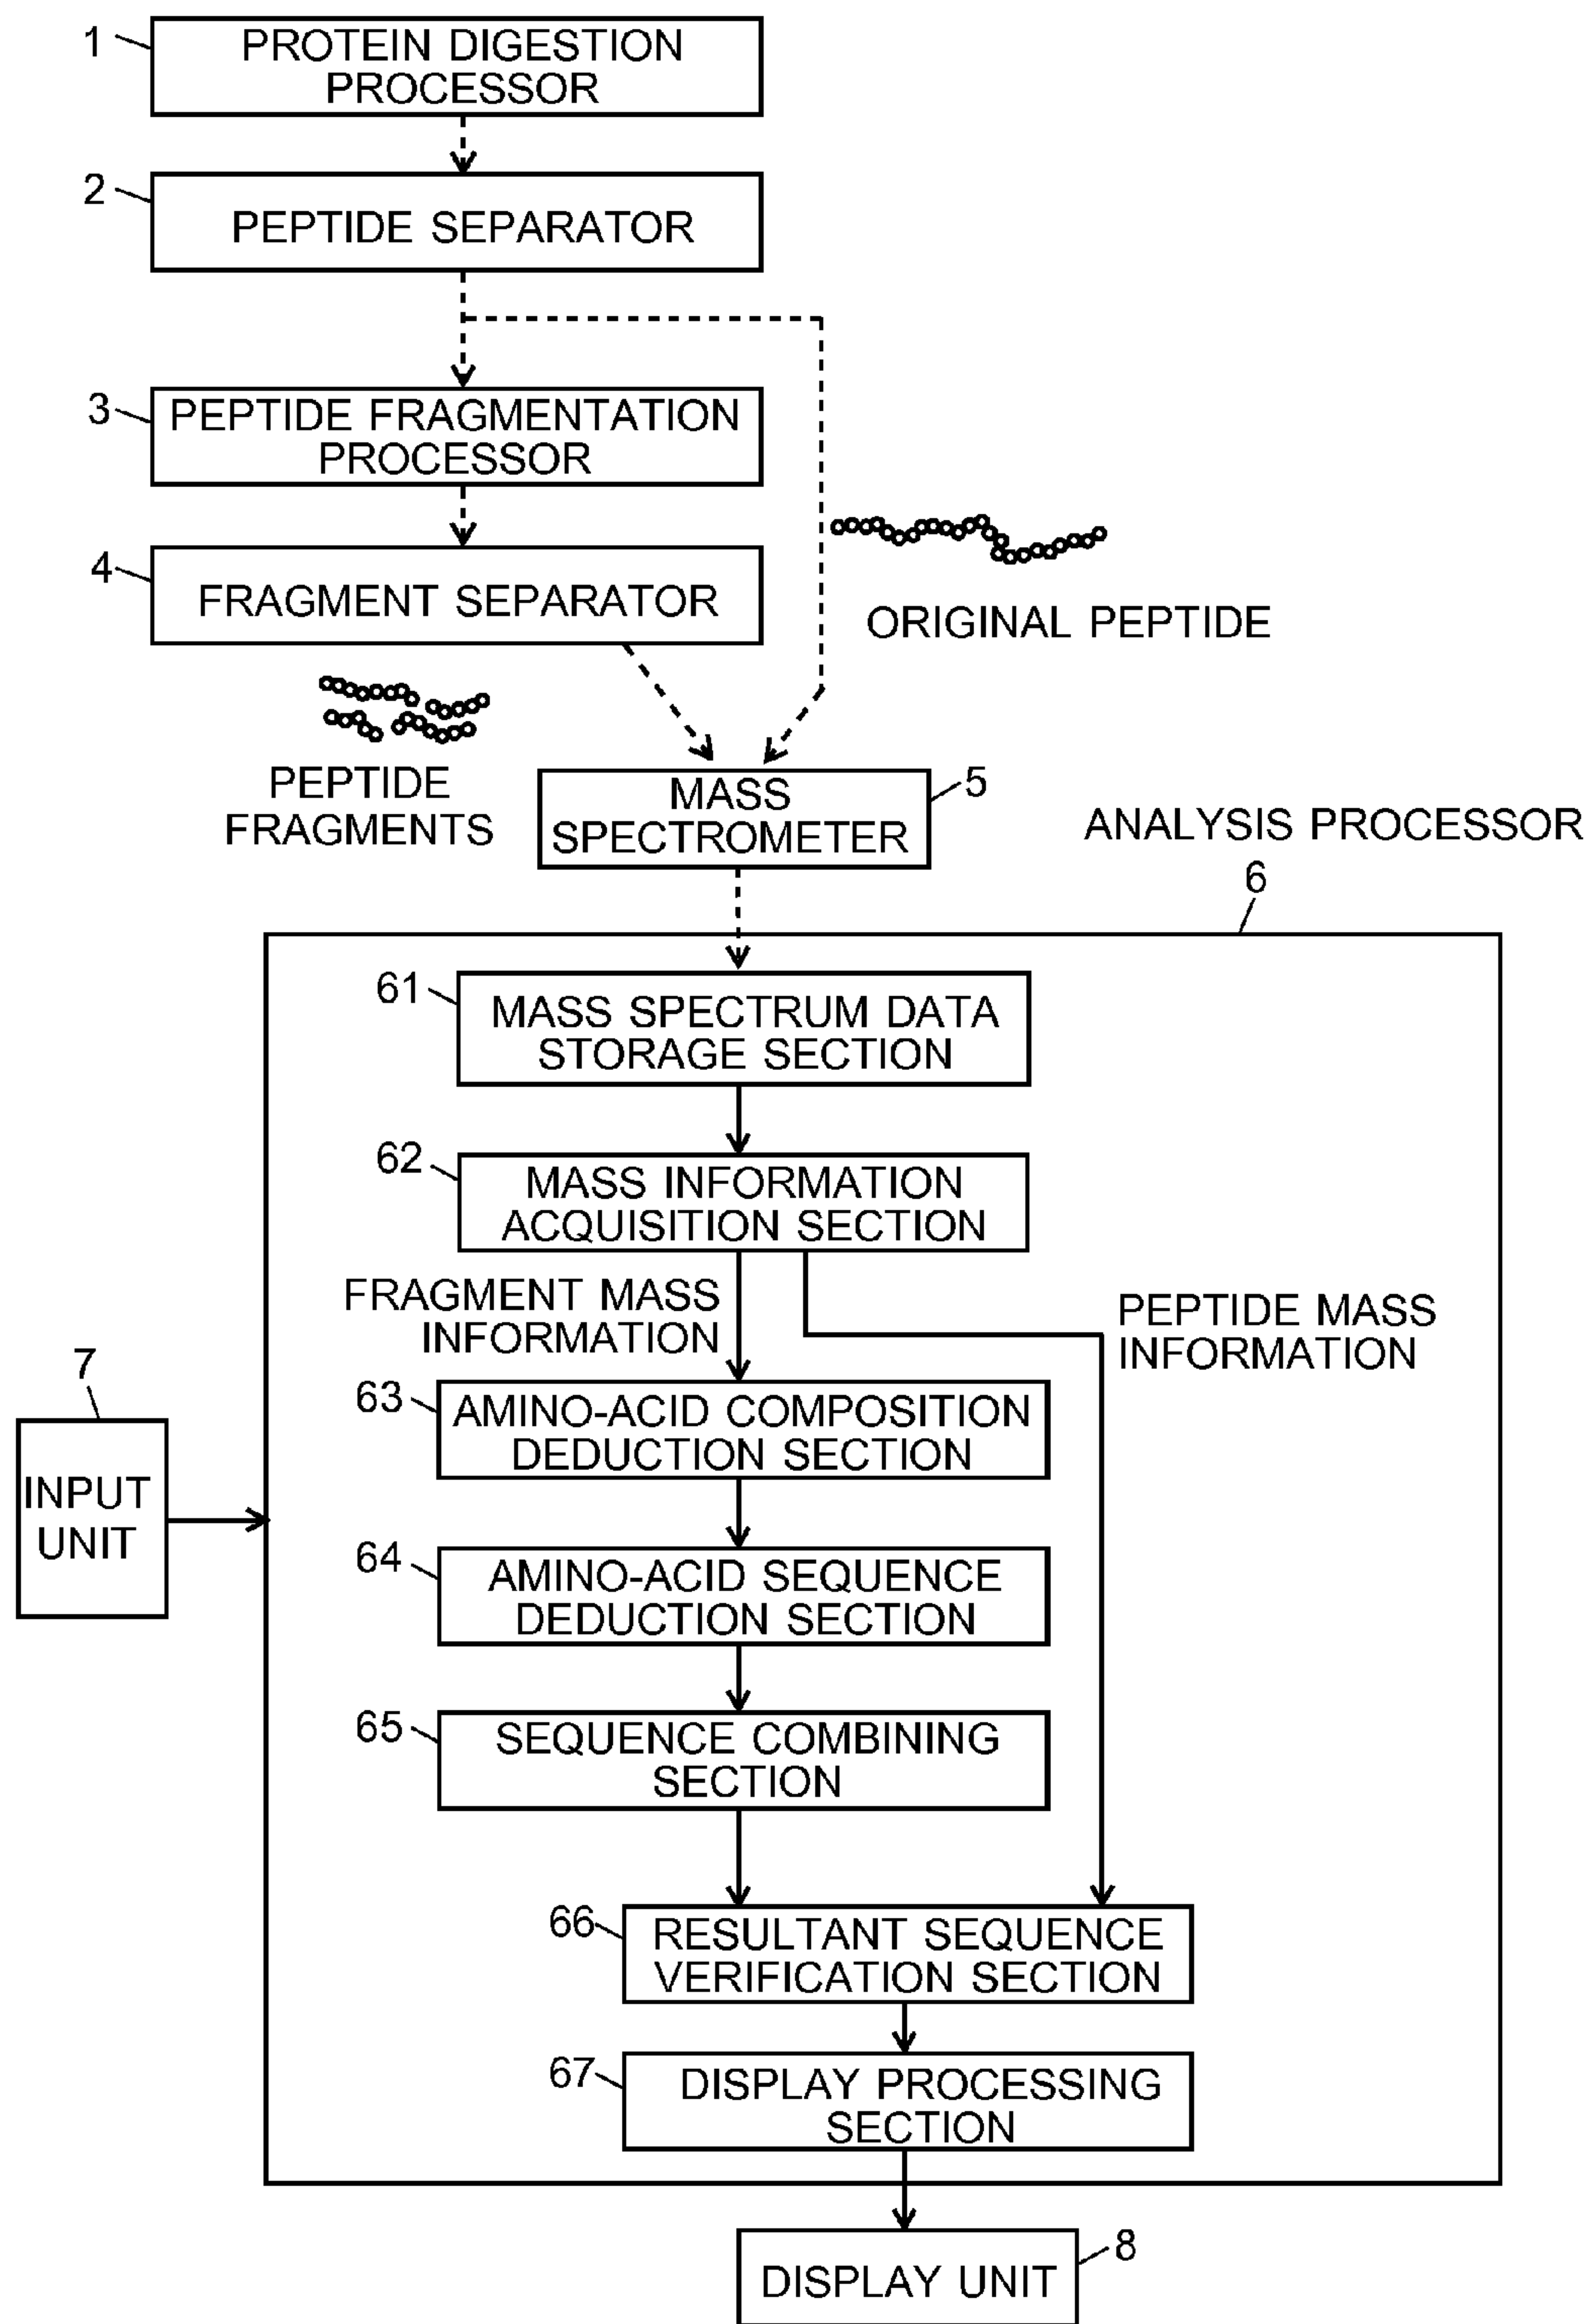 1
PROTEIN DIGESTION
PROCESSOR
2
PEPTIDE SEPARATOR
3
PEPTIDE FRAGMENTATION
PROCESSOR
4
FRAGMENT SEPARATOR
ORIGINAL PEPTIDE
PEPTIDE
FRAGMENTS
MASS
SPECTROMETER
5
ANALYSIS PROCESSOR
6
61
MASS SPECTRUM DATA
STORAGE SECTION
62
MASS INFORMATION
ACQUISITION SECTION
FRAGMENT MASS
INFORMATION
PEPTIDE MASS
INFORMATION
7
INPUT
UNIT
63
AMINO-ACID COMPOSITION
DEDUCTION SECTION
64
AMINO-ACID SEQUENCE
DEDUCTION SECTION
65
SEQUENCE COMBINING
SECTION
66
RESULTANT SEQUENCE
VERIFICATION SECTION
67
DISPLAY PROCESSING
SECTION
8
DISPLAY UNIT